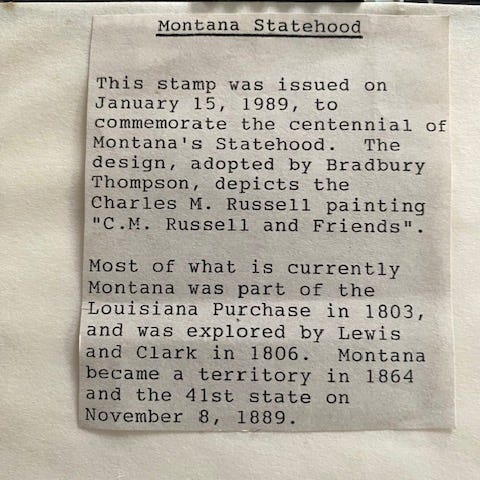 Montana Statehood
This stamp was issued on
January 15, 1989, to
commemorate the centennial of
Montana's Statehood. The
design, adopted by Bradbury
Thompson, depicts the
Charles M. Russell painting
"C.M. Russell and Friends".
Most of what is currently
Montana was part of the
Louisiana Purchase in 1803,
and was explored by Lewis
and Clark in 1806. Montana
became a territory in 1864
and the 41st state on
November 8, 1889.